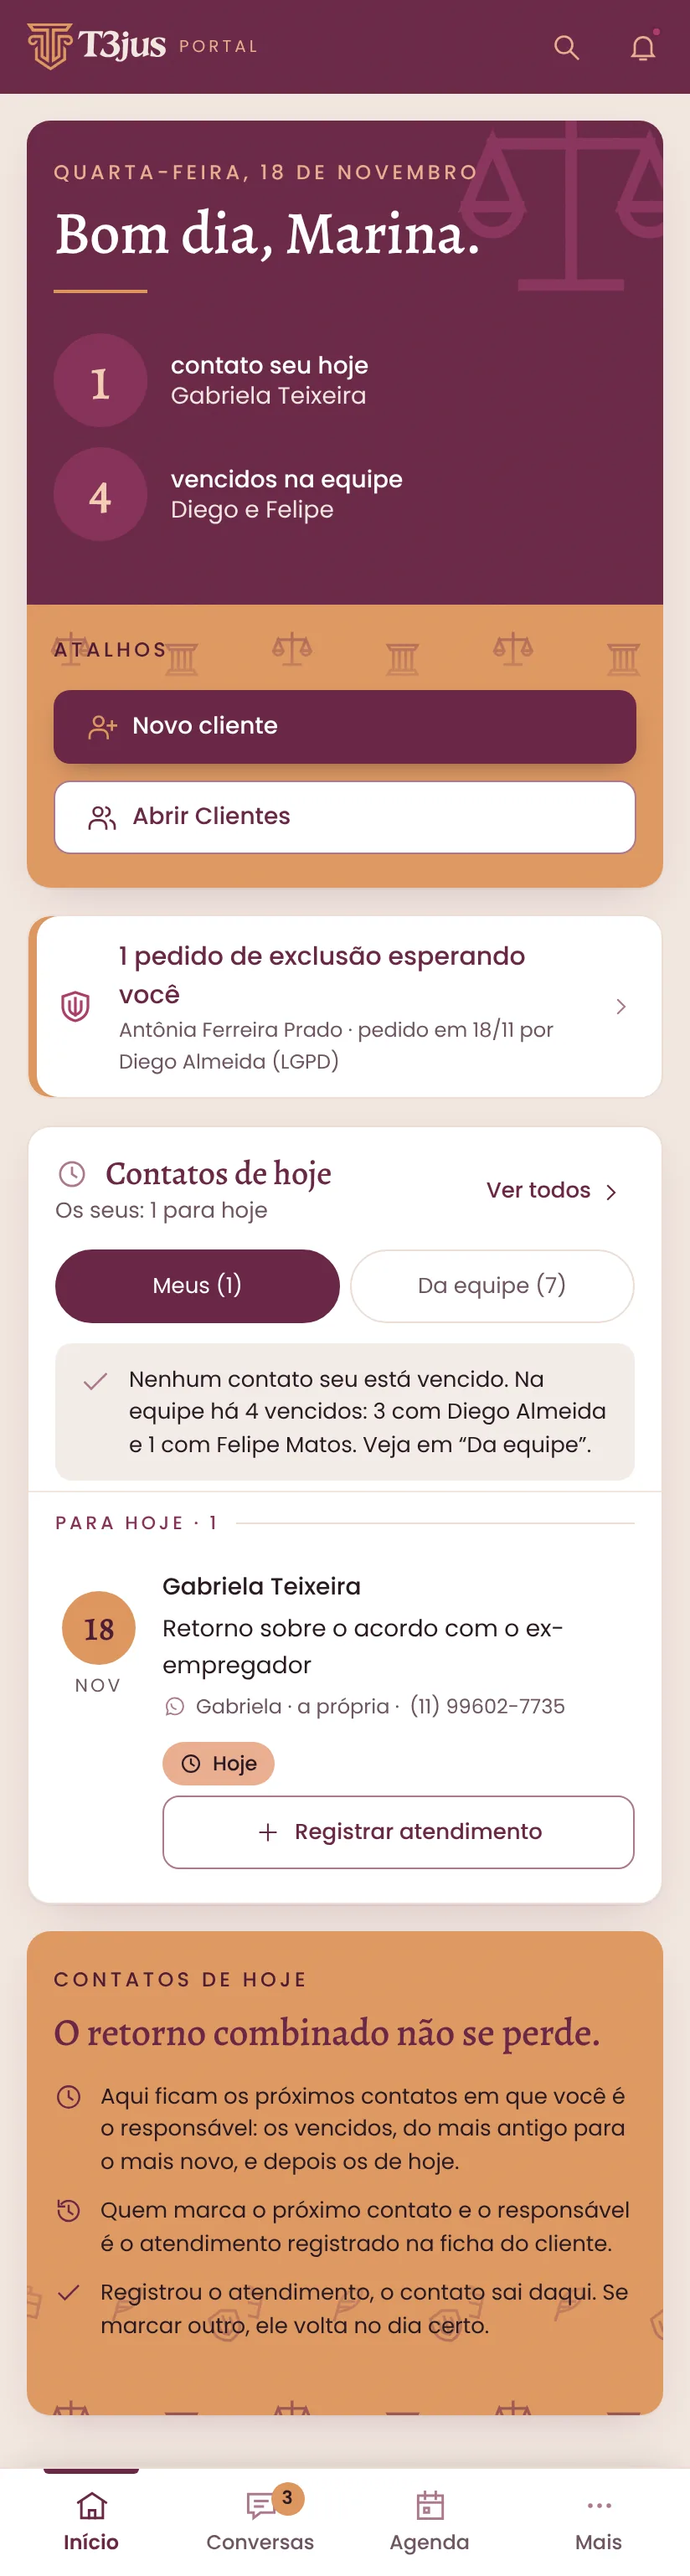 T3jus PORTAL
QUARTA-FEIRA, 18 DE NOVEMBRO
Bom dia, Marina.
1
contato seu hoje
Gabriela Teixeira
4
vencidos na equipe
Diego e Felipe
ATALHOS
Novo cliente
Abrir Clientes
1 pedido de exclusão esperando
você
Antônia Ferreira Prado · pedido em 18/11 por
Diego Almeida (LGPD)
Contatos de hoje
Os seus: 1 para hoje
Ver todos
Meus (1)
Da equipe (7)
Nenhum contato seu está vencido. Na
equipe há 4 vencidos: 3 com Diego Almeida
e 1 com Felipe Matos. Veja em “Da equipe”.
PARA HOJE · 1
18
NOV
Gabriela Teixeira
Retorno sobre o acordo com o ex-
empregador
Gabriela · a própria · (11) 99602-7735
Hoje
Registrar atendimento
CONTATOS DE HOJE
O retorno combinado não se perde.
Aqui ficam os próximos contatos em que você é
o responsável: os vencidos, do mais antigo para
o mais novo, e depois os de hoje.
Quem marca o próximo contato e o responsável
é o atendimento registrado na ficha do cliente.
Registrou o atendimento, o contato sai daqui. Se
marcar outro, ele volta no dia certo.
Início
3
Conversas
Agenda
Mais